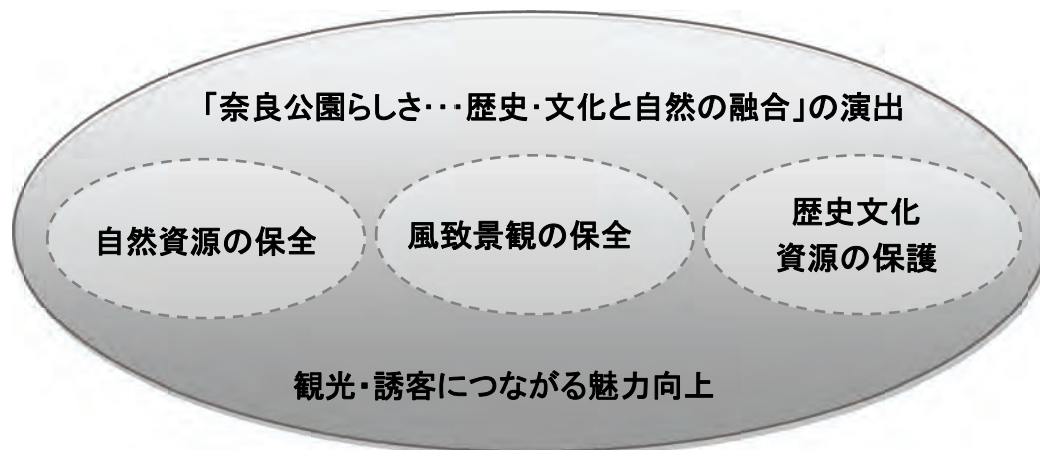 「奈良公園らしさ・・・歴史・文化と自然の融合」の演出
自然資源の保全
風致景観の保全
歴史文化
資源の保護
観光・誘客につながる魅力向上